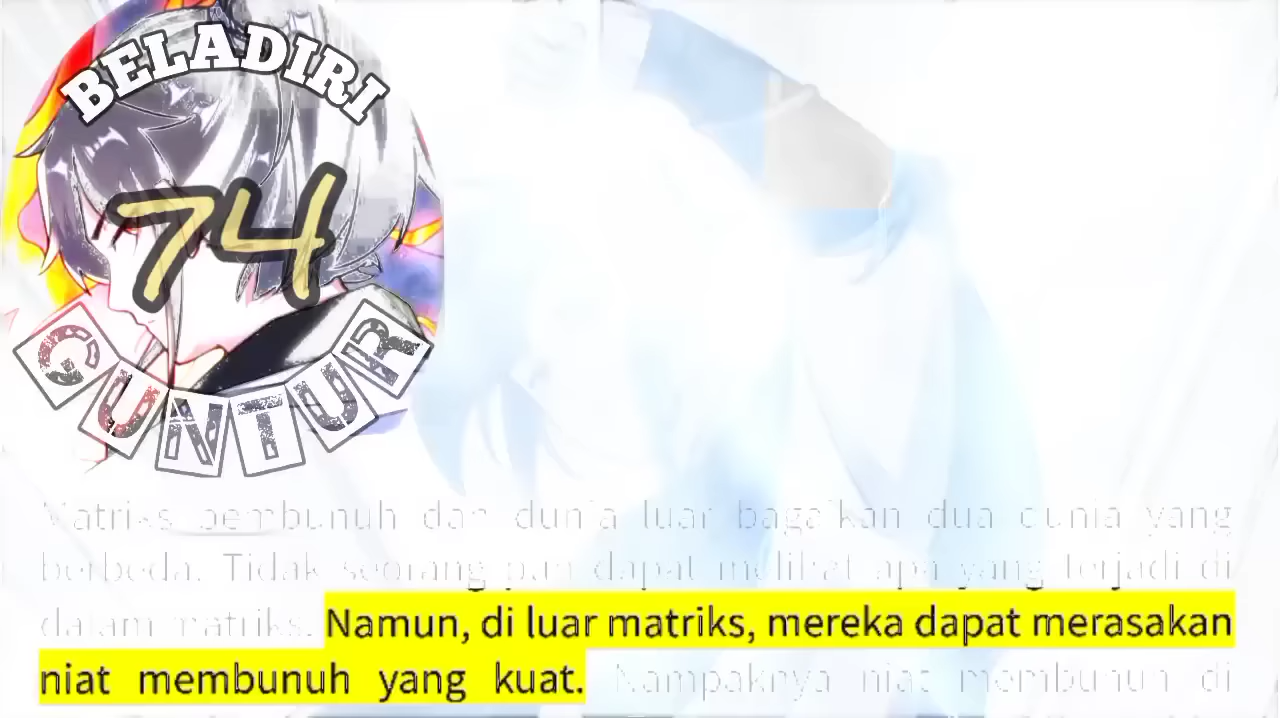 BELADIRI
74
GUNTUR
Matriks pembunuh dan dunia luar bagaikan dua dunia yang
berbeda. Tidak seorang pun dapat melihat apa yang terjadi di
dalam matriks. Namun, di luar matriks, mereka dapat merasakan
niat membunuh yang kuat. Nampaknya niat membunuh di